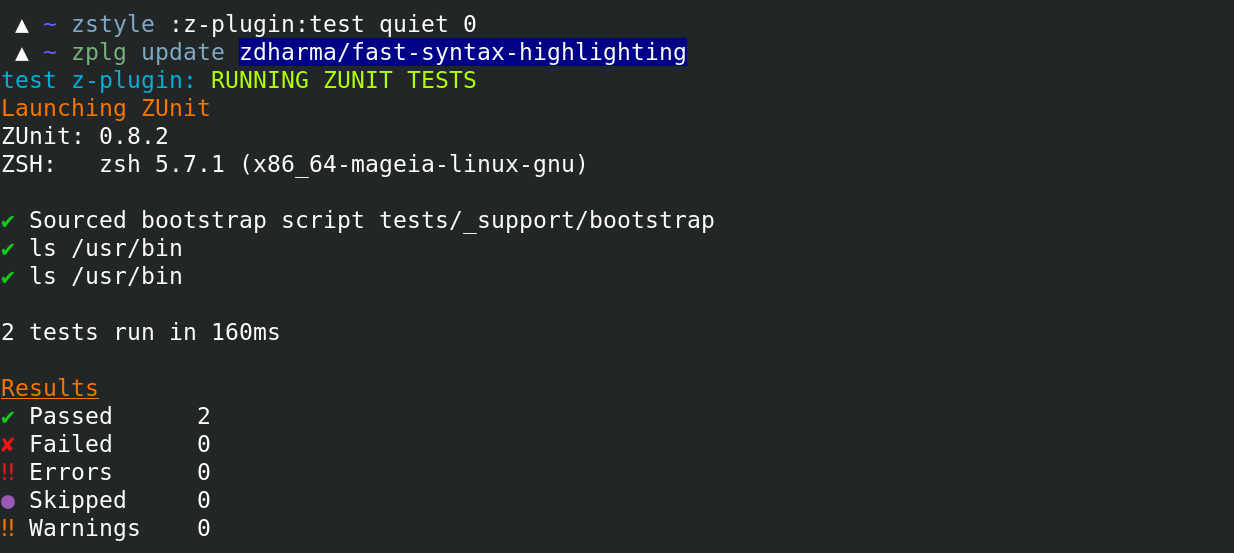 ▲ ~ zstyle :z-plugin:test quiet 0
▲ ~ zplg update zdharma/fast-syntax-highlighting
test z-plugin: RUNNING ZUNIT TESTS
Launching ZUnit
ZUnit: 0.8.2
ZSH:   zsh 5.7.1 (x86_64-mageia-linux-gnu)
✔ Sourced bootstrap script tests/_support/bootstrap
✔ ls /usr/bin
✔ ls /usr/bin
2 tests run in 160ms
Results
✔ Passed      2
✘ Failed      0
‼ Errors      0
● Skipped     0
‼ Warnings    0